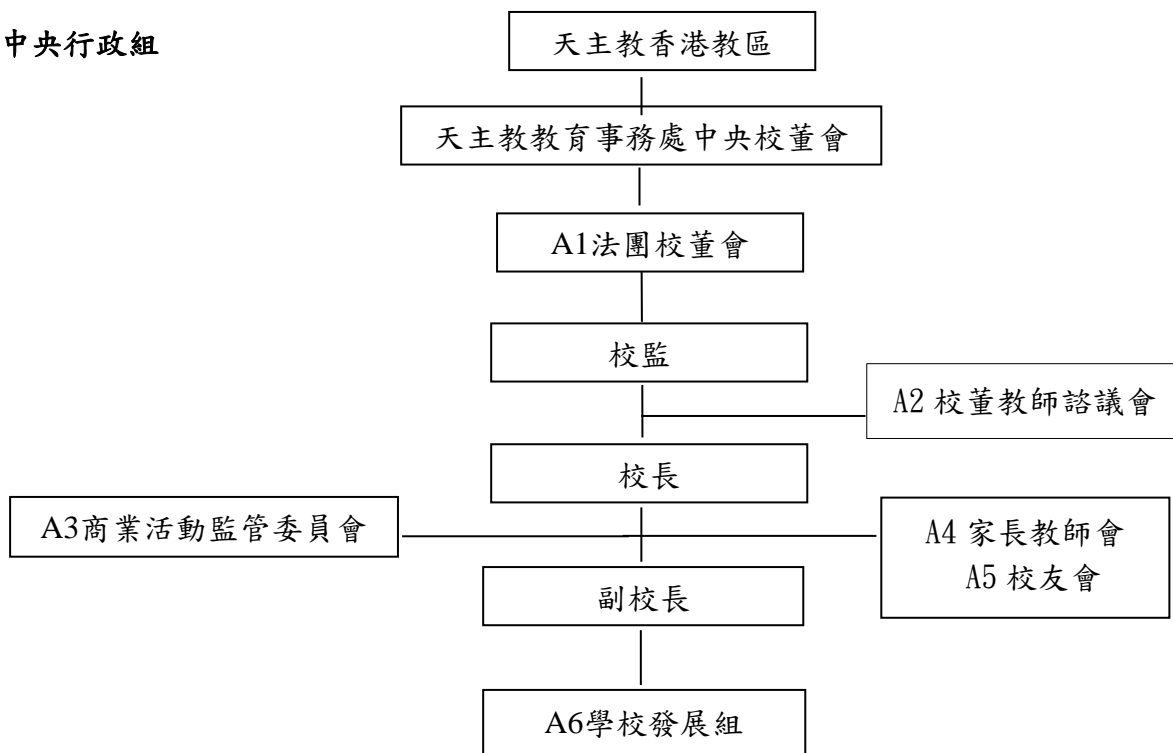 中央行政組
天主教香港教區
天主教教育事務處中央校董會
A1法團校董會
校監
A2 校董教師諮議會
校長
A3商業活動監管委員會
A4 家長教師會
A5 校友會
副校長
A6學校發展組